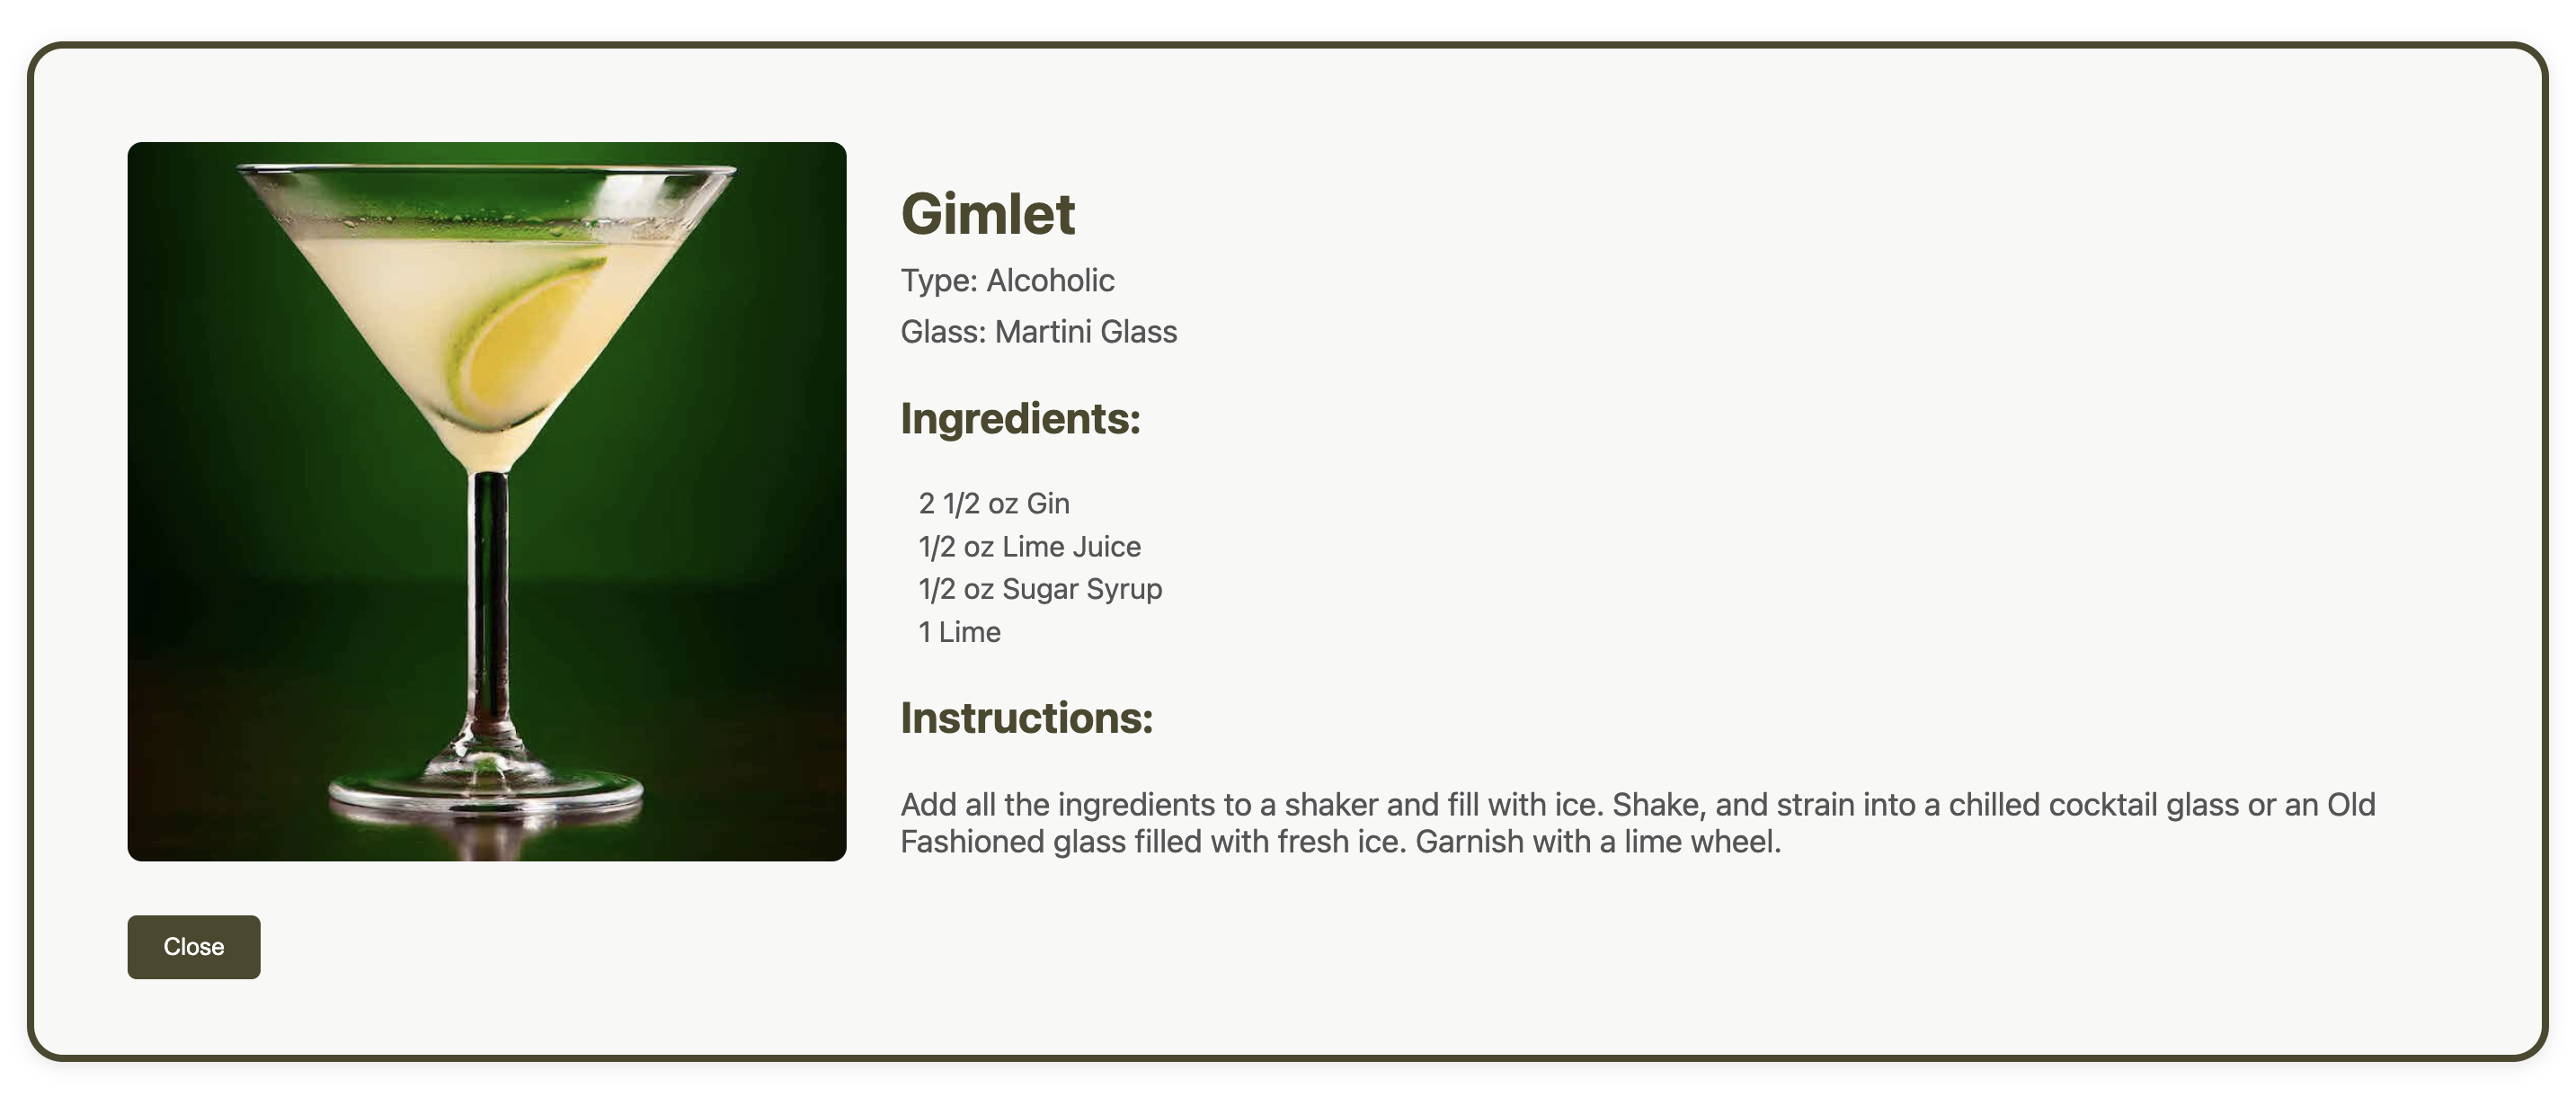 Gimlet
Type: Alcoholic
Glass: Martini Glass
Ingredients:
2 1/2 oz Gin
1/2 oz Lime Juice
1/2 oz Sugar Syrup
1 Lime
Instructions:
Add all the ingredients to a shaker and fill with ice. Shake, and strain into a chilled cocktail glass or an Old
Fashioned glass filled with fresh ice. Garnish with a lime wheel.
Close